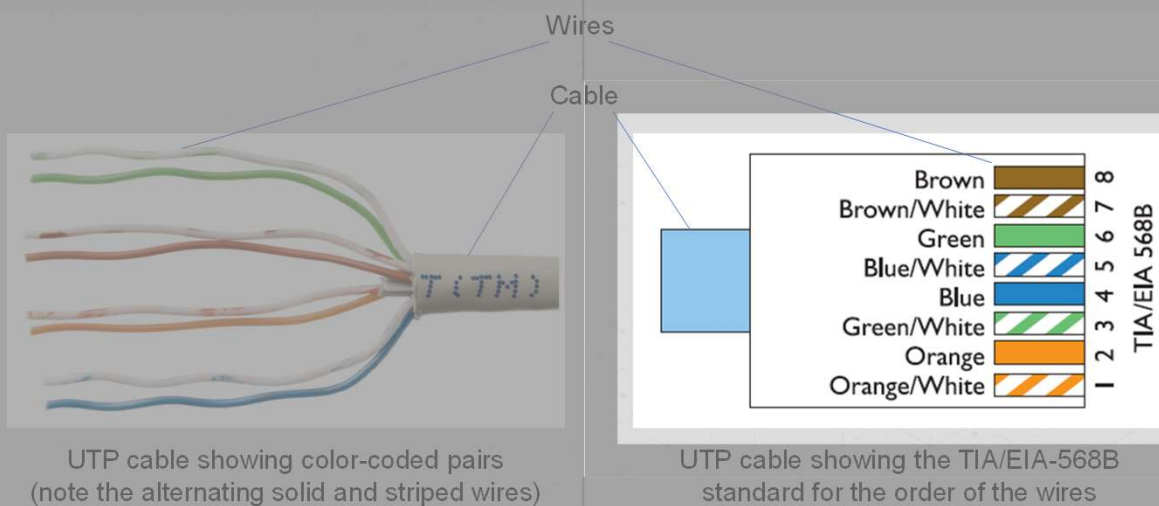 Wires
Cable
T(TM)
Brown 8
Brown/White 7
Green 6
Blue/White 5
Blue 4
Green/White 3
Orange 2
Orange/White 1
TIA/EIA 568B
UTP cable showing color-coded pairs
(note the alternating solid and striped wires)
UTP cable showing the TIA/EIA-568B
standard for the order of the wires